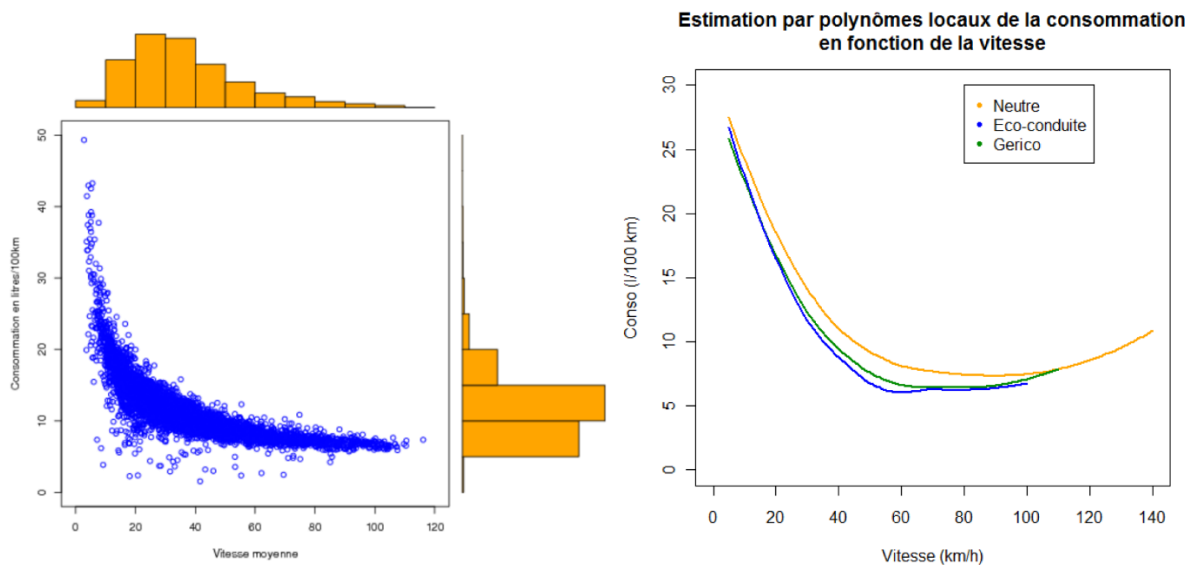 Consommation en litres/100km
50
40
30
20
10
0
0 20 40 60 80 100 120
Vitesse moyenne
Estimation par polynômes locaux de la consommation
en fonction de la vitesse
Conso (l/100 km)
30
25
20
15
10
5
0
Neutre
Eco-conduite
Gerico
0 20 40 60 80 100 120 140
Vitesse (km/h)